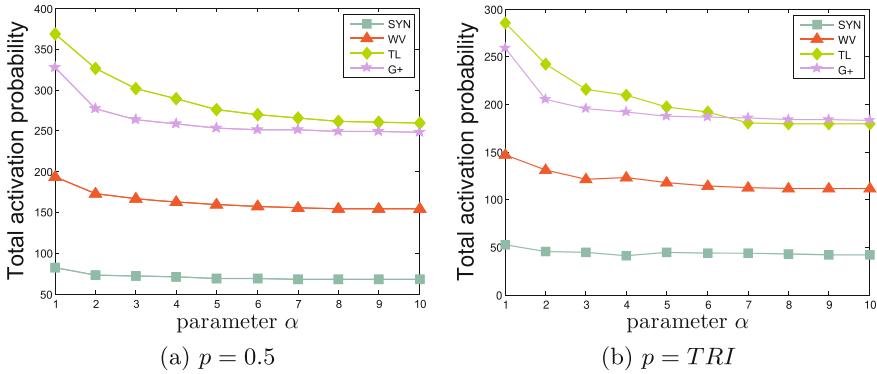 400
350
300
250
200
150
100
50
1 2 3 4 5 6 7 8 9 10
Total activation probability
parameter α
SYN
WV
TL
G+
(a) p = 0.5
300
250
200
150
100
50
0
1 2 3 4 5 6 7 8 9 10
Total activation probability
parameter α
SYN
WV
TL
G+
(b) p = TRI